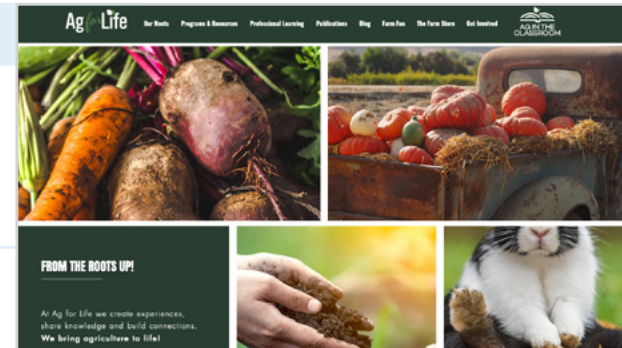 Ag for Life
Our Roots Programs & Resources Professional Learning Publications Blog Farm Fun The Farm Store Get Involved
AG IN THE
CLASSROOM
FROM THE ROOTS UP!
At Ag for Life we create experiences,
share knowledge and build connections.
We bring agriculture to life!